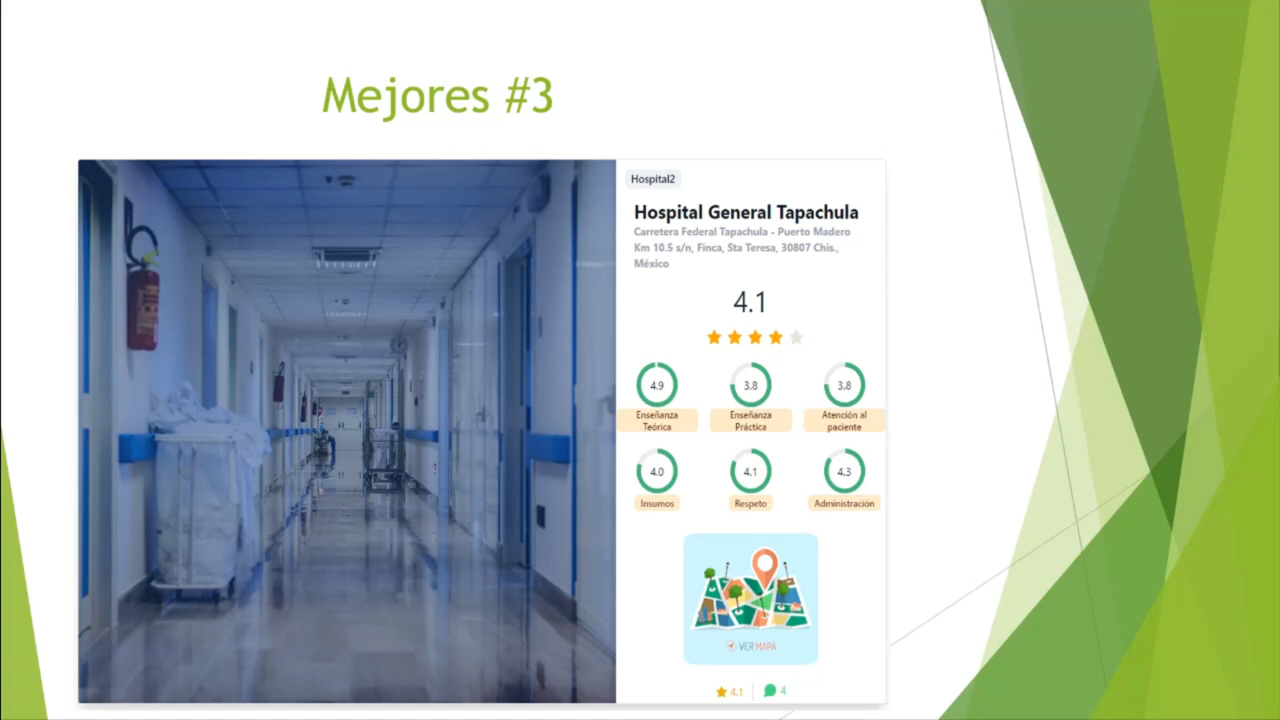 Mejores #3
Hospital2
Hospital General Tapachula
Carretera Federal Tapachula - Puerto Madero
Km 10.5 s/n, Finca, Sta Teresa, 30807 Chis.,
México
4.1
4.9
3.8
3.8
Enseñanza
Teórica
Enseñanza
Práctica
Atención al
paciente
4.0
4.1
4.3
Insumos
Respeto
Administración
VER MAPA
4.1
4